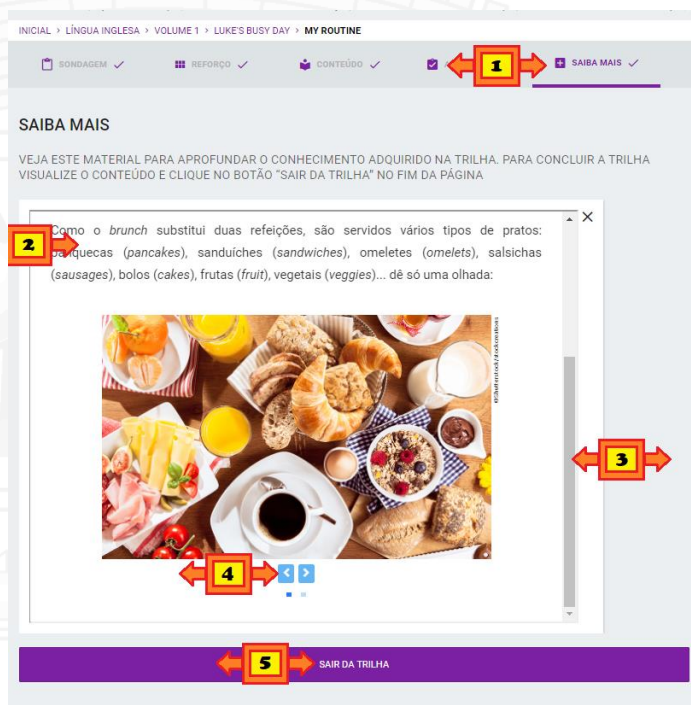 INICIAL > LÍNGUA INGLESA > VOLUME 1 > LUKE'S BUSY DAY > MY ROUTINE
SONDAGEM REFORÇO CONTEÚDO A 1 SAIBA MAIS
SAIBA MAIS
VEJA ESTE MATERIAL PARA APROFUNDAR O CONHECIMENTO ADQUIRIDO NA TRILHA. PARA CONCLUIR A TRILHA
VISUALIZE O CONTEÚDO E CLIQUE NO BOTÃO "SAIR DA TRILHA" NO FIM DA PÁGINA
Como o brunch substitui duas refeições, são servidos vários tipos de pratos:
2 (pancakes), sanduíches (sandwiches), omeletes (omelets), salsichas
(sausages), bolos (cakes), frutas (fruit), vegetais (veggies)... dê só uma olhada:
3
4
5 SAIR DA TRILHA